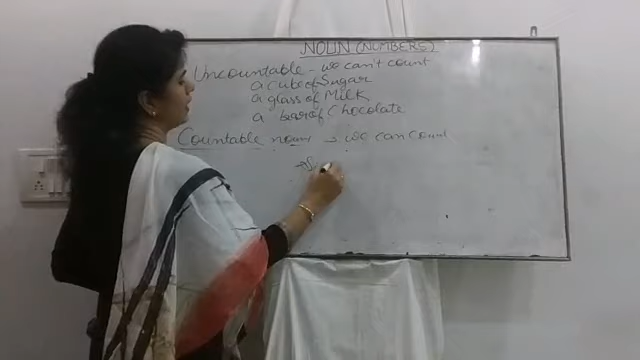 NOUN (NUMBERS)
Uncountable - we can't count
a cube of Sugar
a glass of Milk
a bar of Chocolate
Countable nouns → we can count
→ S